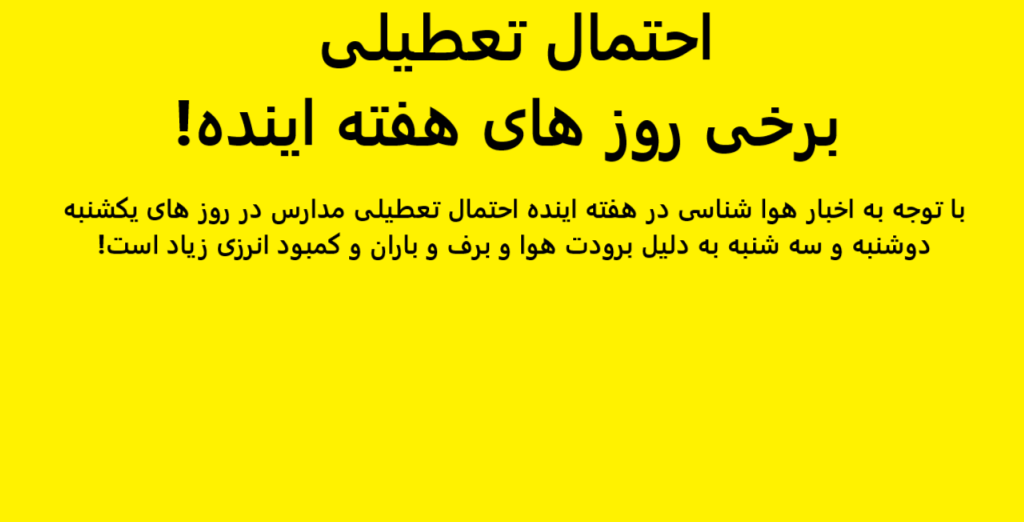 احتمال تعطیلی
برخی روز های هفته اینده!
با توجه به اخبار هوا شناسی در هفته اینده احتمال تعطیلی مدارس در روز های یکشنبه
دوشنبه و سه شنبه به دلیل برودت هوا و برف و باران و کمبود انرزی زیاد است!